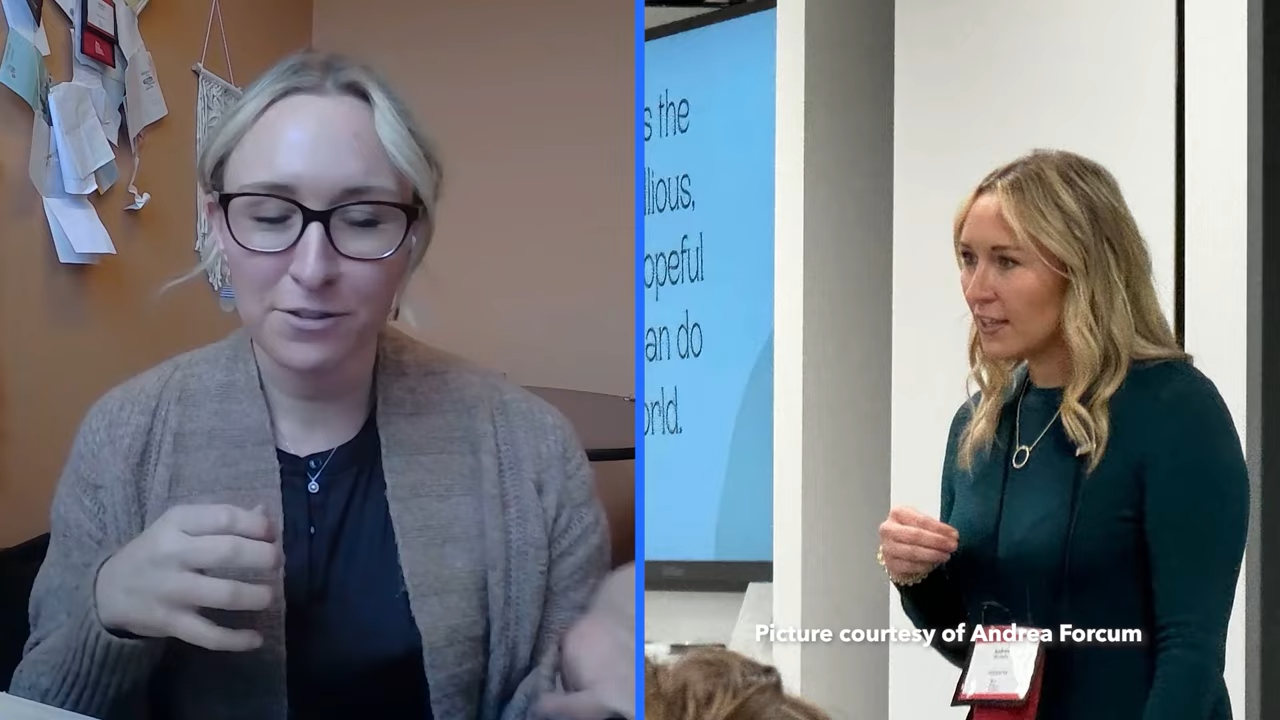 s the
llious,
opeful
an do
orld.
Picture courtesy of Andrea Forcum